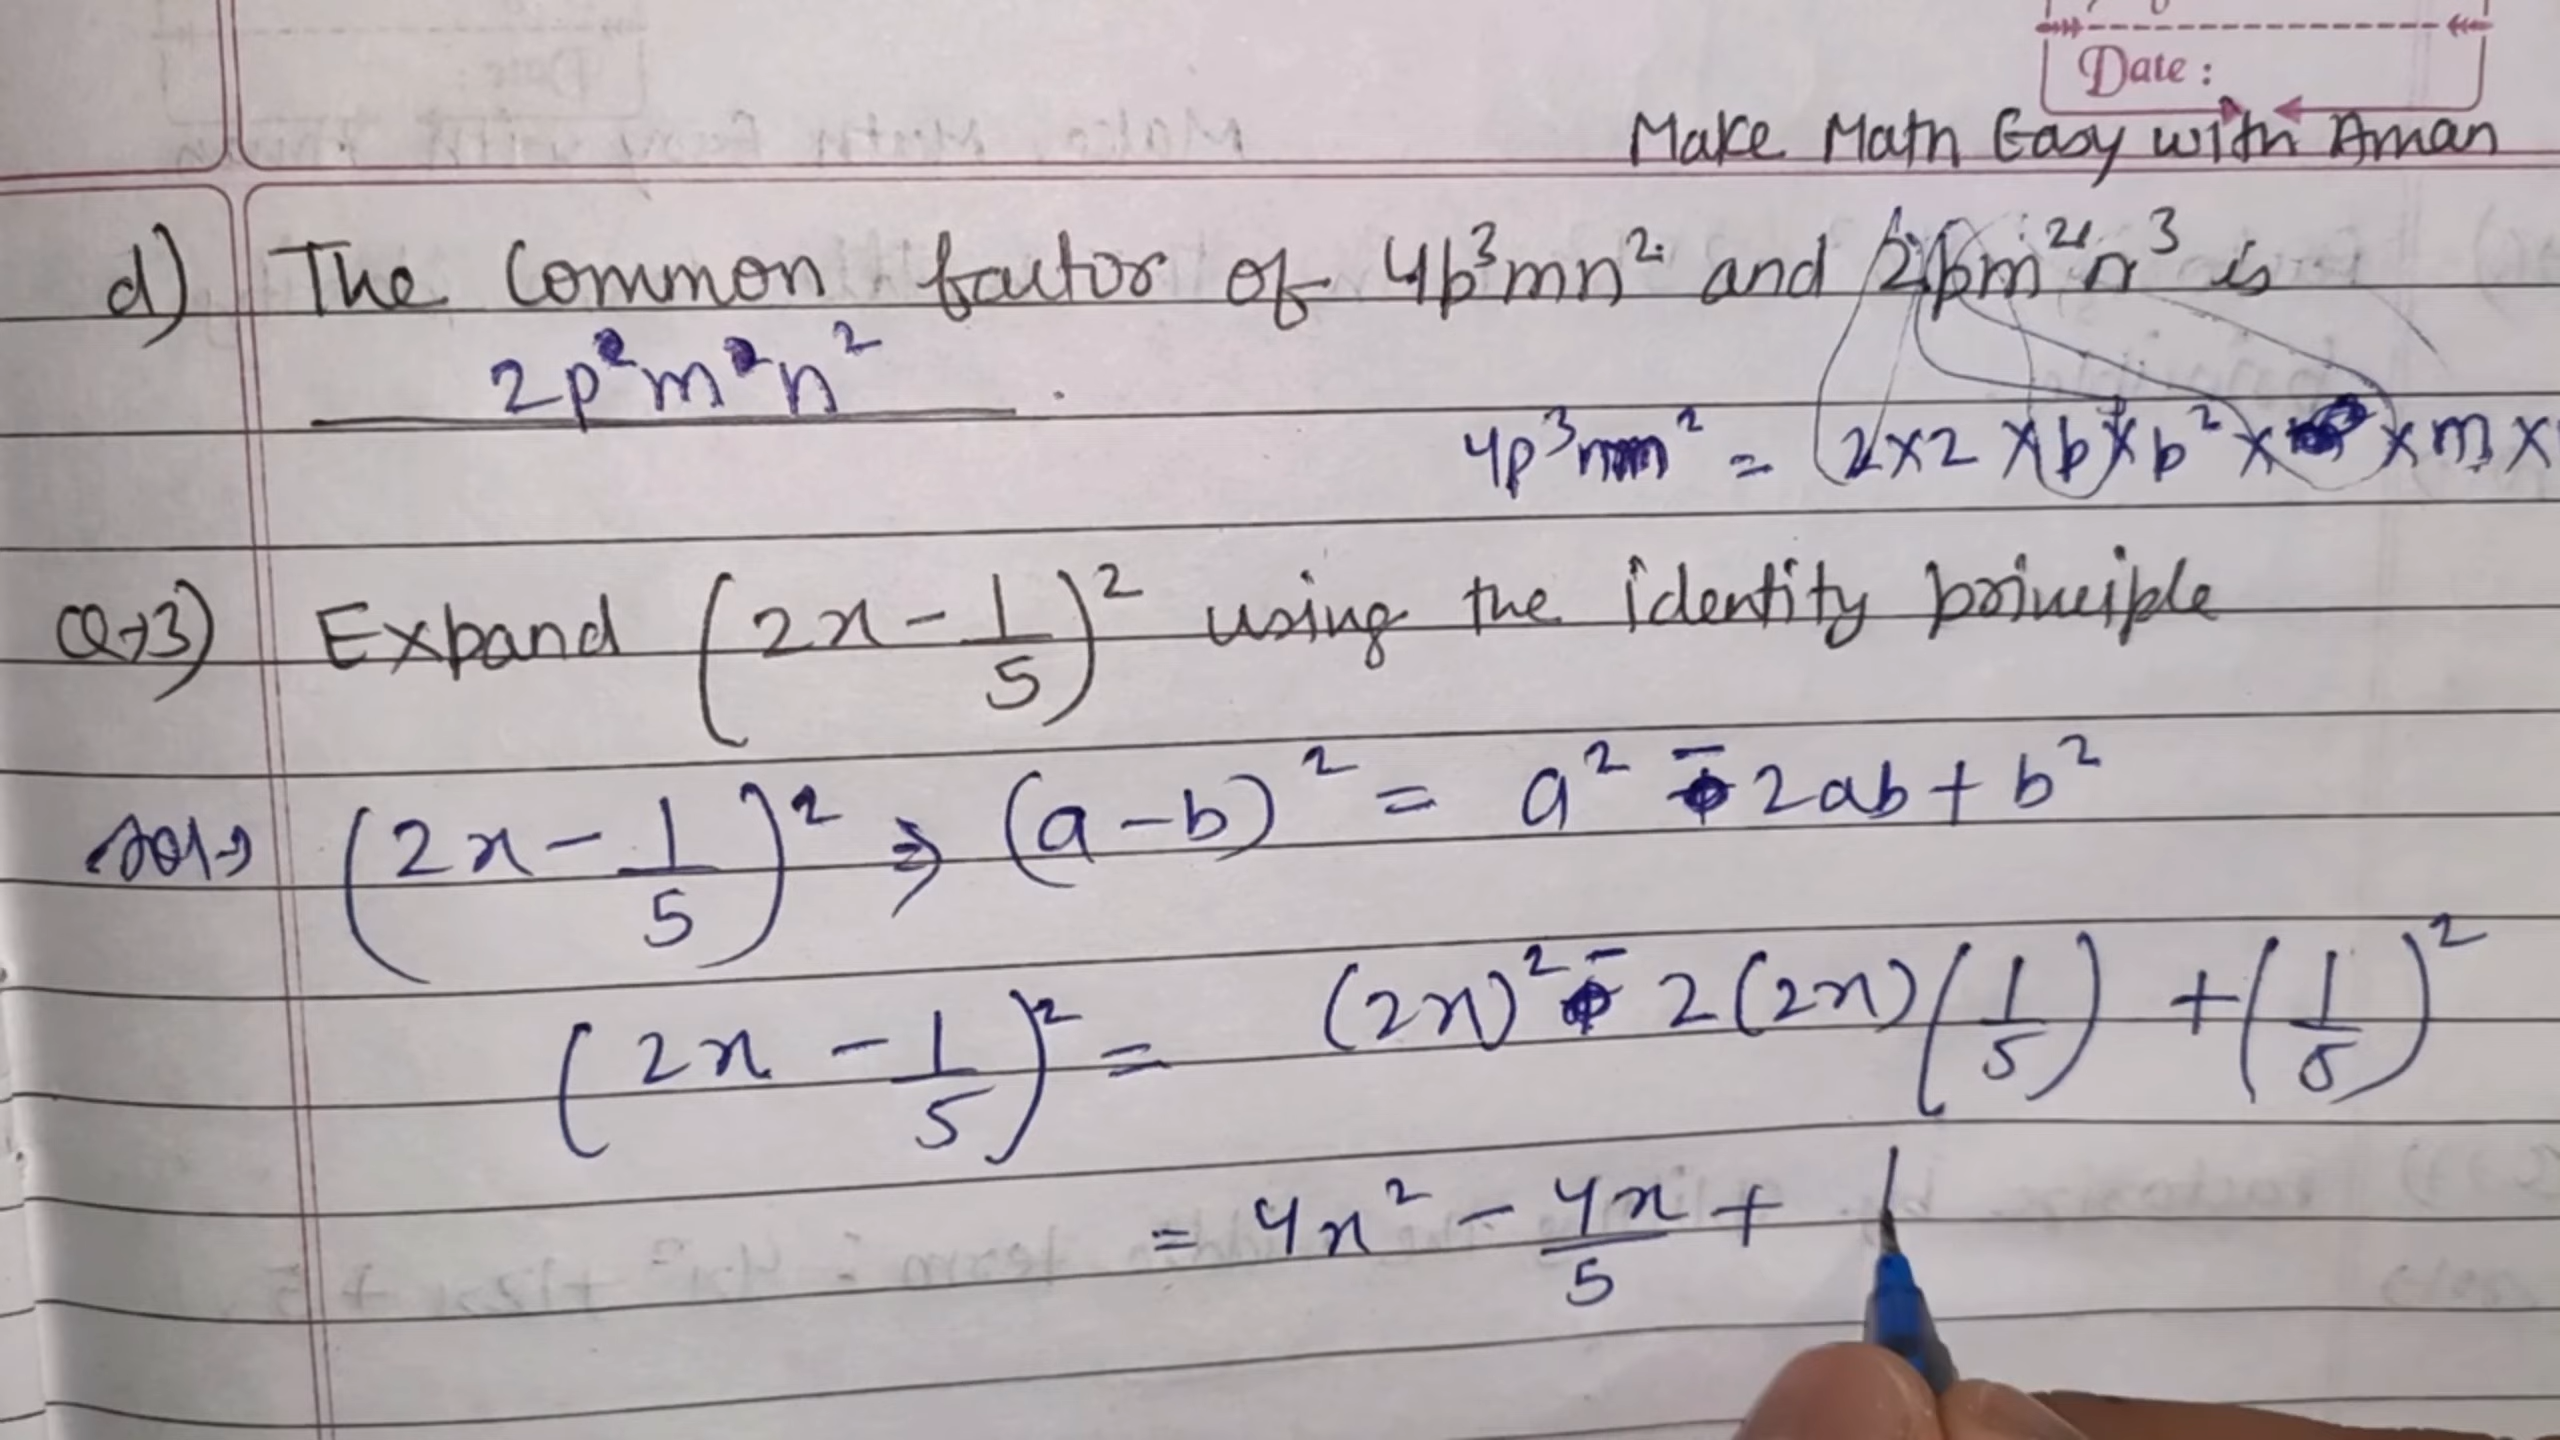 Date :
Make Math Easy with Aman
d) The Common factor of 4p³mn² and 2pm²n³ is
2p²m²n² .
4p³mn² = 2×2×p×p²× ×m×
Q→3) Expand (2x - 1/5)² using the identity principle
Sol→ (2x - 1/5)² ⇒ (a-b)² = a² - 2ab + b²
(2x - 1/5)² = (2x)² - 2(2x)(1/5) + (1/5)²
= 4x² - 4x/5 + 1